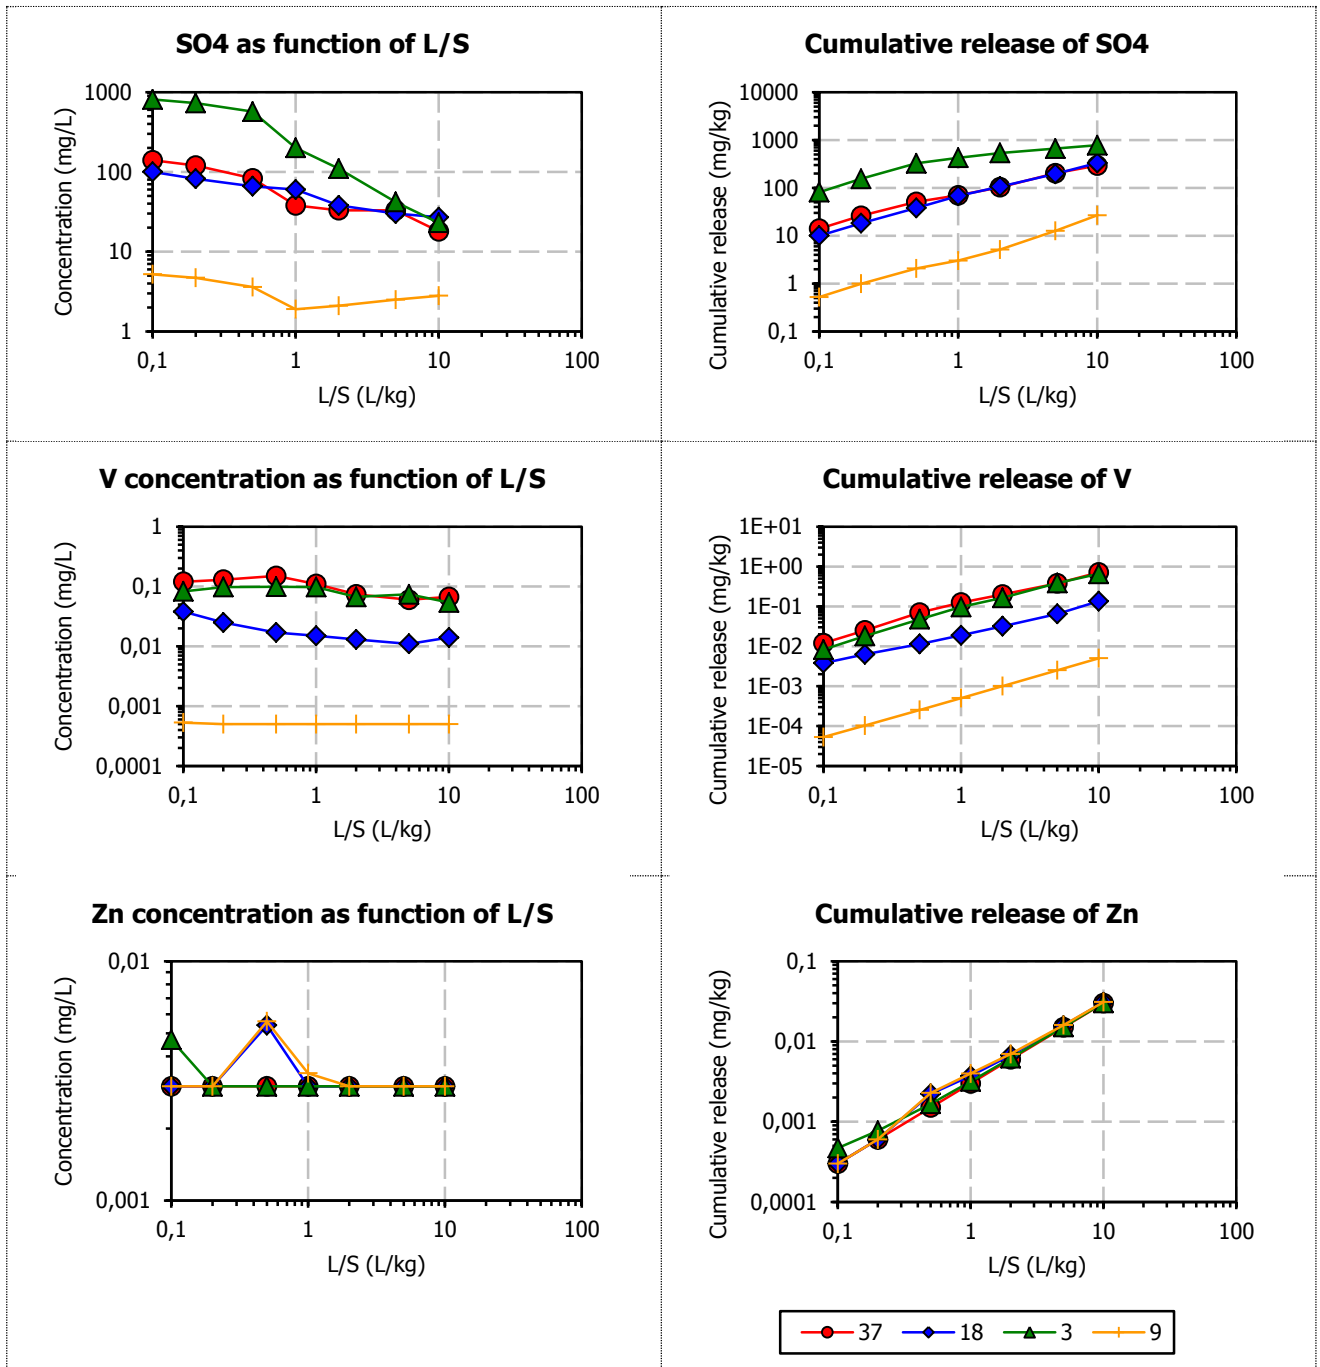 SO4 as function of L/S
Concentration (mg/L)
1000
100
10
1
0,1
1
10
100
L/S (L/kg)
Cumulative release of SO4
Cumulative release (mg/kg)
10000
1000
100
10
1
0,1
0,1
1
10
100
L/S (L/kg)
V concentration as function of L/S
Concentration (mg/L)
1
0,1
0,01
0,001
0,0001
0,1
1
10
100
L/S (L/kg)
Cumulative release of V
Cumulative release (mg/kg)
1E+01
1E+00
1E-01
1E-02
1E-03
1E-04
1E-05
0,1
1
10
100
L/S (L/kg)
Zn concentration as function of L/S
Concentration (mg/L)
0,01
0,001
0,1
1
10
100
L/S (L/kg)
Cumulative release of Zn
Cumulative release (mg/kg)
0,1
0,01
0,001
0,0001
0,1
1
10
100
L/S (L/kg)
37 18 3 9